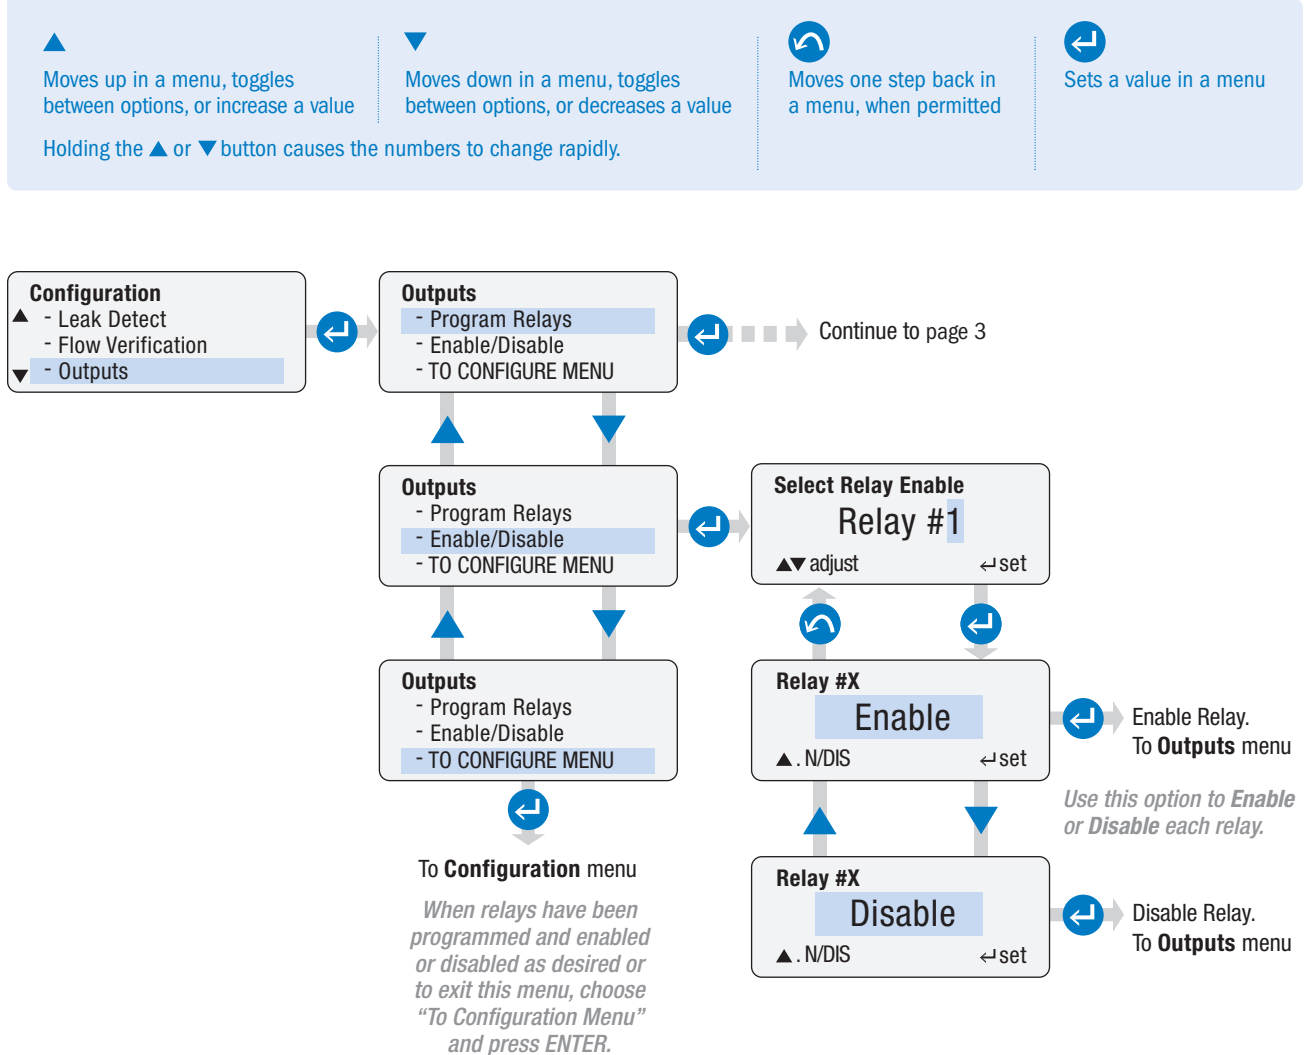 ▲
Moves up in a menu, toggles
between options, or increase a value
▼
Moves down in a menu, toggles
between options, or decreases a value
Moves one step back in
a menu, when permitted
Sets a value in a menu
Holding the ▲ or ▼ button causes the numbers to change rapidly.
Configuration
▲ - Leak Detect
- Flow Verification
▼ - Outputs
Outputs
- Program Relays
- Enable/Disable
- TO CONFIGURE MENU
Continue to page 3
Outputs
- Program Relays
- Enable/Disable
- TO CONFIGURE MENU
Select Relay Enable
Relay #1
▲▼ adjust ↵ set
Outputs
- Program Relays
- Enable/Disable
- TO CONFIGURE MENU
To Configuration menu
When relays have been
programmed and enabled
or disabled as desired or
to exit this menu, choose
“To Configuration Menu”
and press ENTER.
Relay #X
Enable
▲ . N/DIS ↵ set
Enable Relay.
To Outputs menu
Use this option to Enable
or Disable each relay.
Relay #X
Disable
▲ . N/DIS ↵ set
Disable Relay.
To Outputs menu